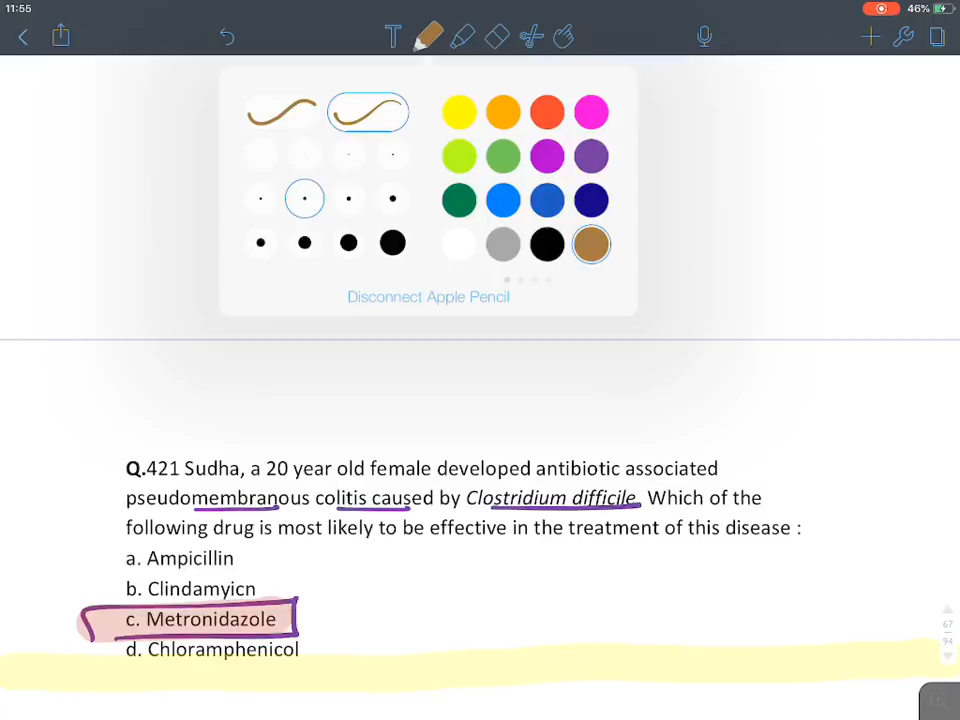 11:55
46%
T
Disconnect Apple Pencil
Q.421 Sudha, a 20 year old female developed antibiotic associated
pseudomembranous colitis caused by Clostridium difficile. Which of the
following drug is most likely to be effective in the treatment of this disease :
a. Ampicillin
b. Clindamyicn
c. Metronidazole
d. Chloramphenicol
67
94